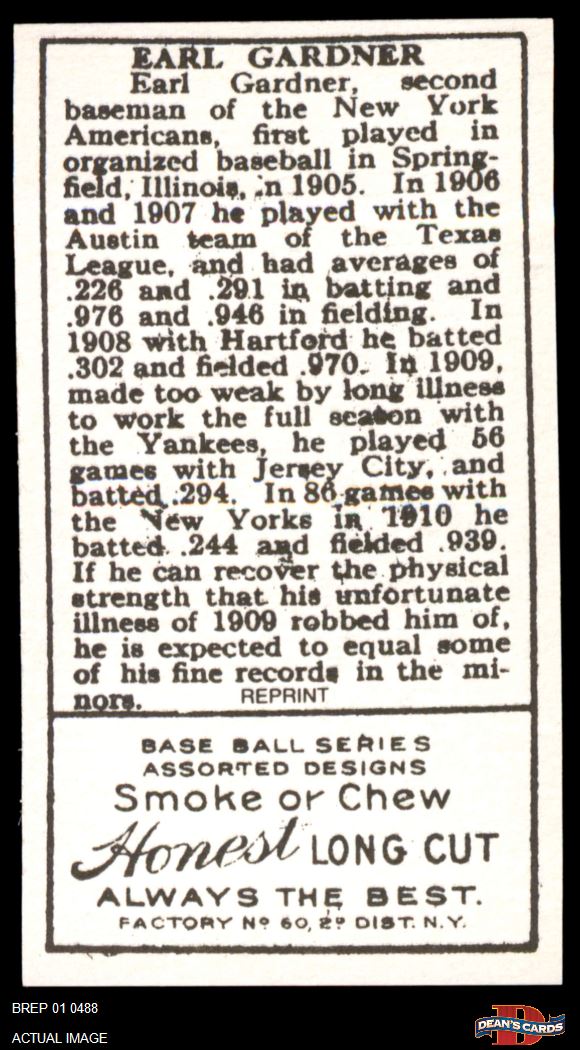 EARL GARDNER
Earl Gardner, second
baseman of the New York
Americans, first played in
organized baseball in Spring-
field, Illinois, in 1905. In 1906
and 1907 he played with the
Austin team of the Texas
League, and had averages of
.226 and .291 in batting and
.976 and .946 in fielding. In
1908 with Hartford he batted
.302 and fielded .970. In 1909,
made too weak by long illness
to work the full season with
the Yankees, he played 56
games with Jersey City, and
batted .294. In 86 games with
the New Yorks in 1910 he
batted .244 and fielded .939.
If he can recover the physical
strength that his unfortunate
illness of 1909 robbed him of,
he is expected to equal some
of his fine records in the mi-
nors. REPRINT
BASE BALL SERIES
ASSORTED DESIGNS
Smoke or Chew
Honest LONG CUT
ALWAYS THE BEST.
FACTORY Nº 60, 2ᴰ DIST. N.Y.
BREP 01 0488
ACTUAL IMAGE
D
DEAN'S CARDS